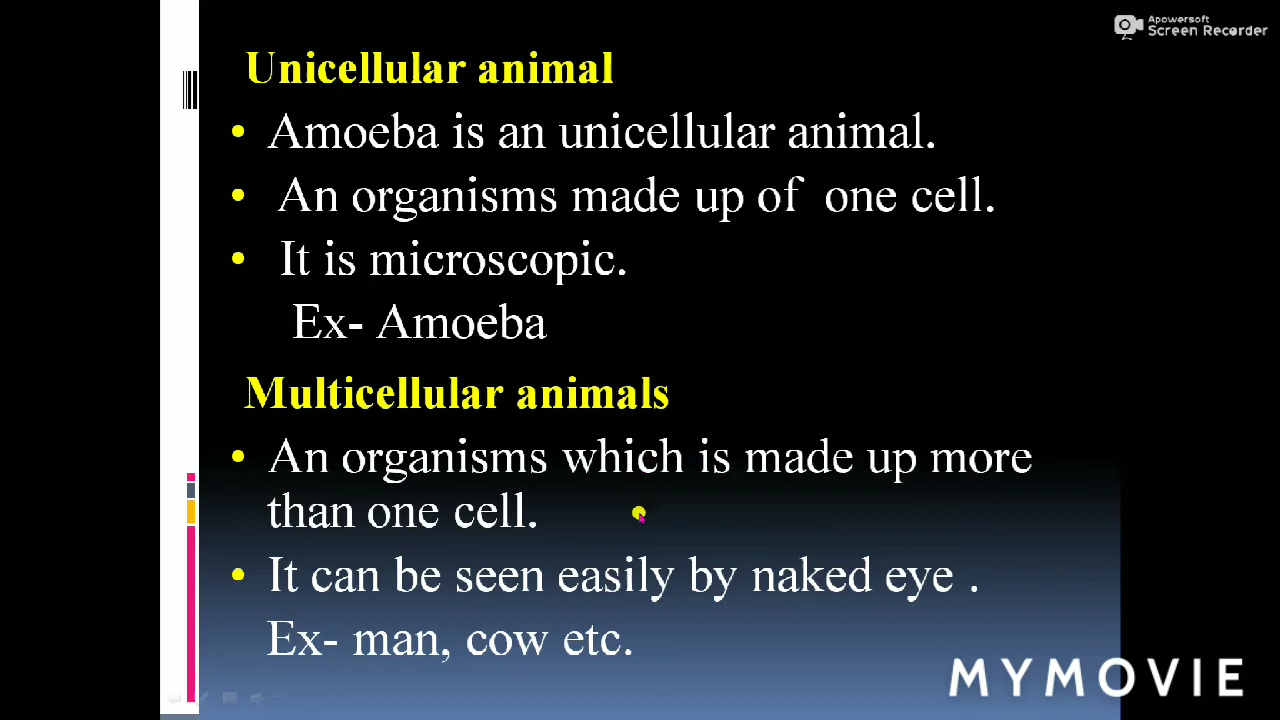 Apowersoft
Screen Recorder
Unicellular animal
• Amoeba is an unicellular animal.
• An organisms made up of one cell.
• It is microscopic.
Ex- Amoeba
Multicellular animals
• An organisms which is made up more
than one cell.
• It can be seen easily by naked eye .
Ex- man, cow etc.
MYMOVIE